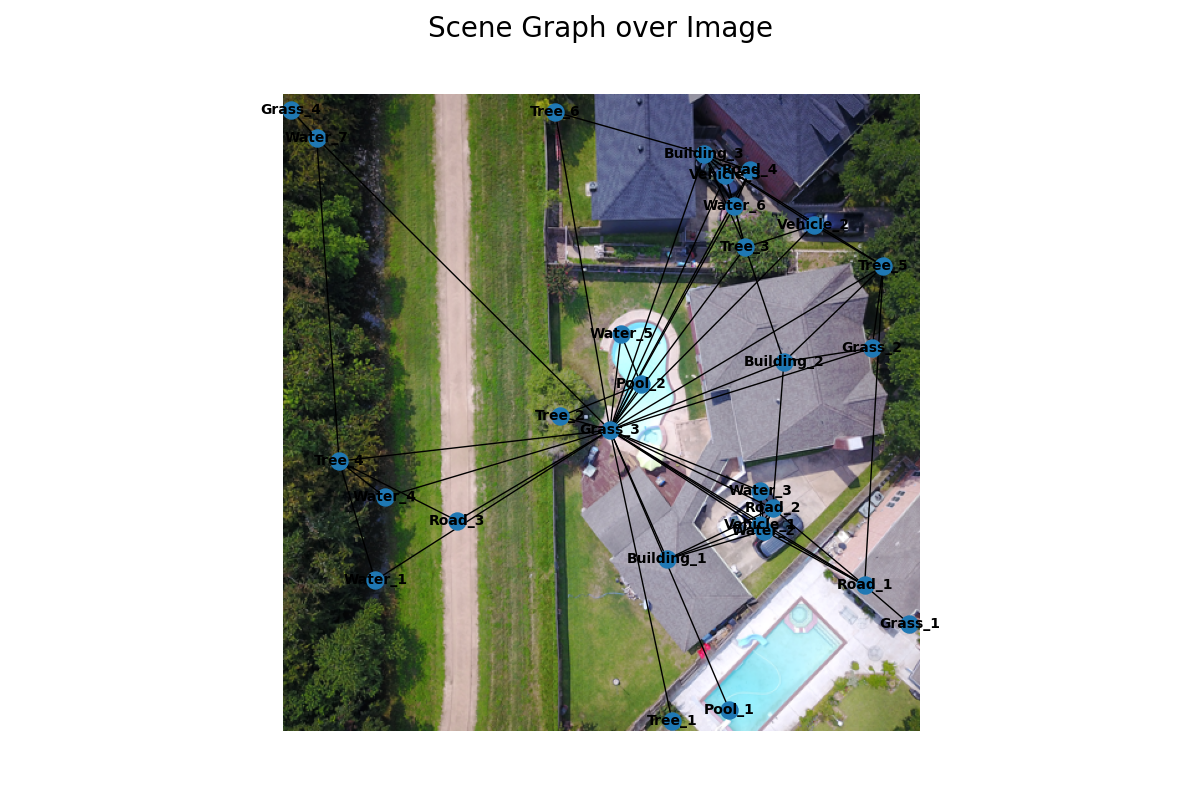 Scene Graph over Image
Grass_4
Tree_6
Water_7
Building_3
Road_4
Water_6
Vehicle_2
Tree_3
Tree_5
Water_5
Grass_2
Building_2
Pool_2
Tree_2
Grass_3
Tree_4
Water_3
Water_4
Road_2
Road_3
Vehicle_1
Water_2
Building_1
Water_1
Road_1
Grass_1
Pool_1
Tree_1